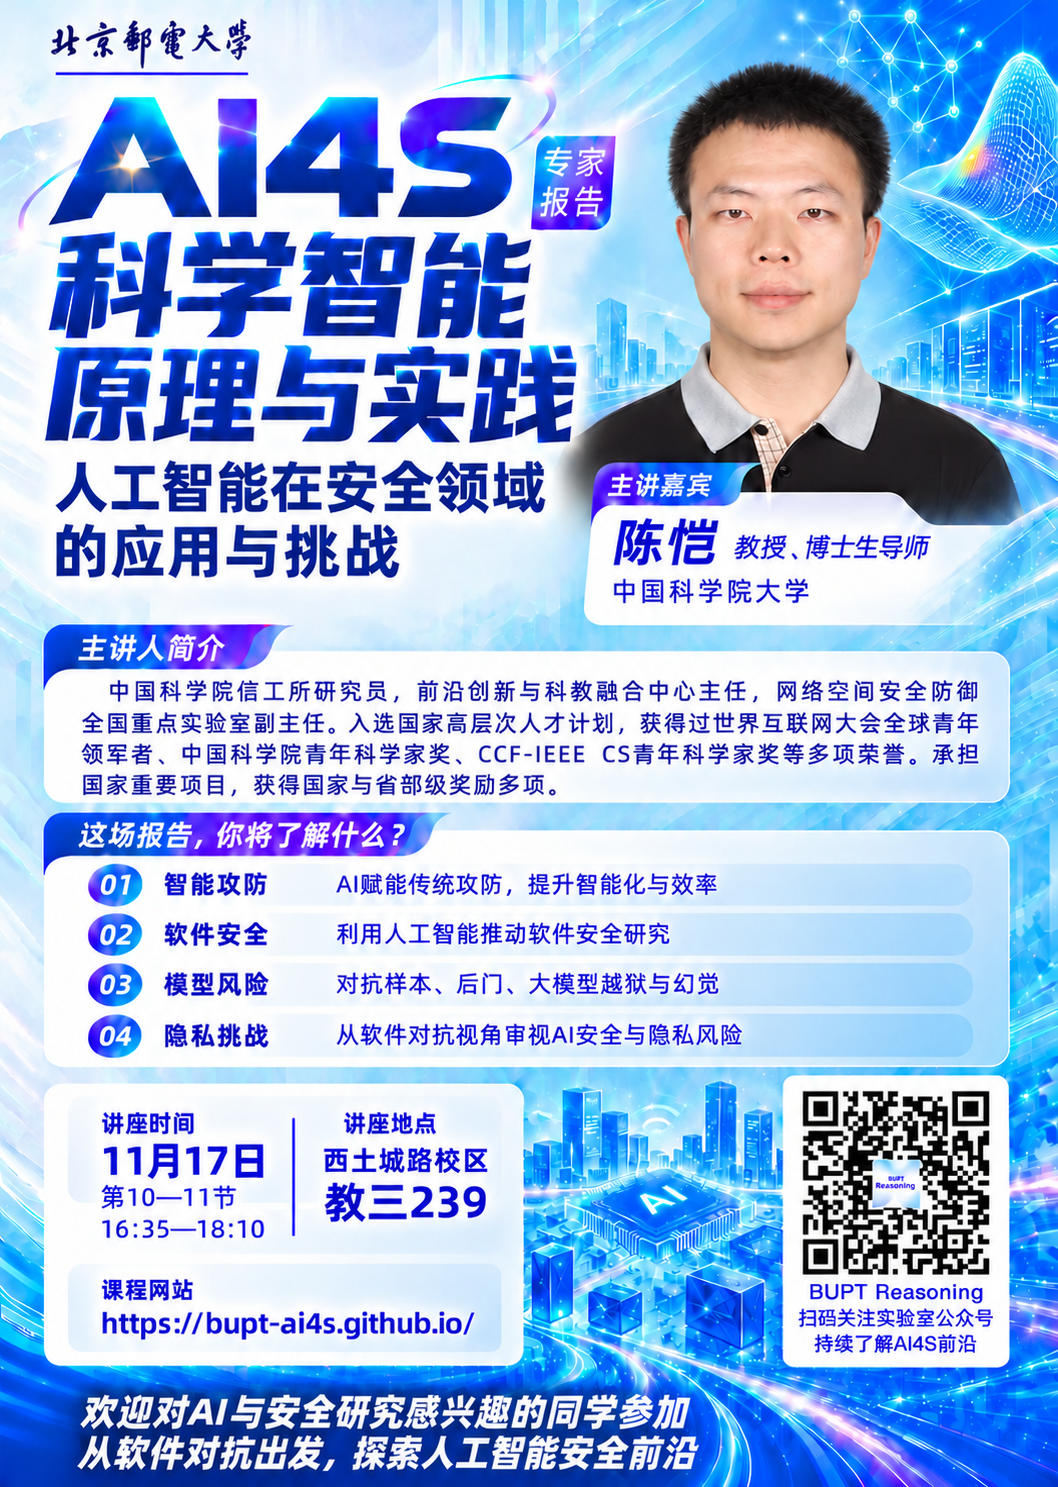 北京郵電大學
AI4S
专家
报告
科学智能
原理与实践
人工智能在安全领域
的应用与挑战
主讲嘉宾
陈恺 教授、博士生导师
中国科学院大学
主讲人简介
中国科学院信工所研究员，前沿创新与科教融合中心主任，网络空间安全防御
全国重点实验室副主任。入选国家高层次人才计划，获得过世界互联网大会全球青年
领军者、中国科学院青年科学家奖、CCF-IEEE CS青年科学家奖等多项荣誉。承担
国家重要项目，获得国家与省部级奖励多项。
这场报告，你将了解什么？
01 智能攻防 AI赋能传统攻防，提升智能化与效率
02 软件安全 利用人工智能推动软件安全研究
03 模型风险 对抗样本、后门、大模型越狱与幻觉
04 隐私挑战 从软件对抗视角审视AI安全与隐私风险
讲座时间
11月17日
第10—11节
16:35—18:10
讲座地点
西土城路校区
教三239
课程网站
https://bupt-ai4s.github.io/
AI
BUPT
Reasoning
BUPT Reasoning
扫码关注实验室公众号
持续了解AI4S前沿
欢迎对AI与安全研究感兴趣的同学参加
从软件对抗出发，探索人工智能安全前沿